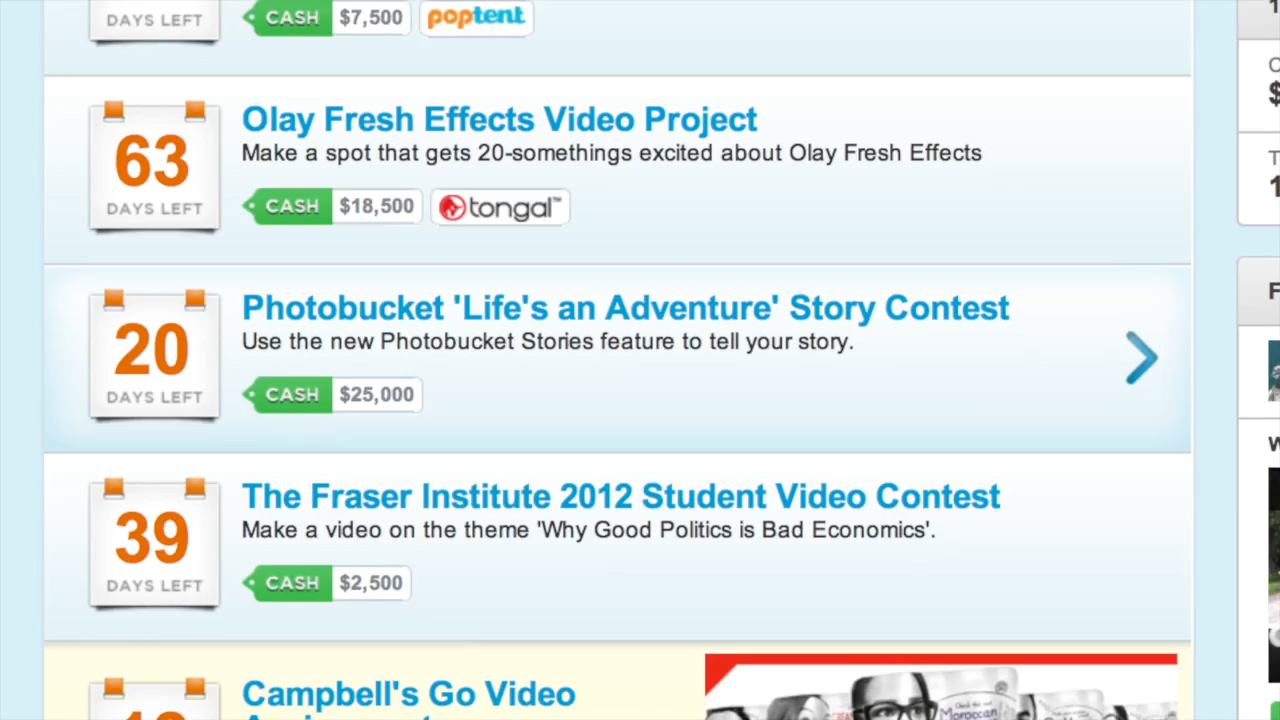 DAYS LEFT
CASH $7,500 poptent
Olay Fresh Effects Video Project
63
Make a spot that gets 20-somethings excited about Olay Fresh Effects
DAYS LEFT
CASH $18,500 tongal™
Photobucket 'Life's an Adventure' Story Contest
20
Use the new Photobucket Stories feature to tell your story.
DAYS LEFT
CASH $25,000
The Fraser Institute 2012 Student Video Contest
39
Make a video on the theme 'Why Good Politics is Bad Economics'.
DAYS LEFT
CASH $2,500
Campbell's Go Video
Moroccan